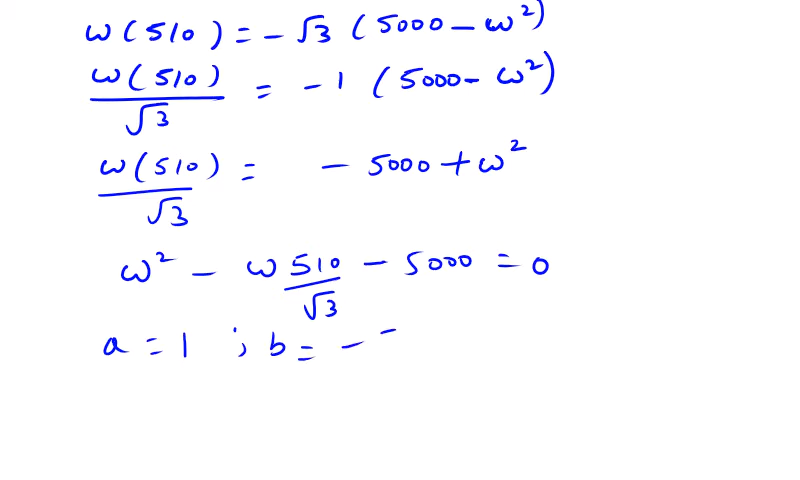 ω(510) = - √3 (5000 - ω²)
ω(510)/√3 = - 1 (5000 - ω²)
ω(510)/√3 = - 5000 + ω²
ω² - ω 510/√3 - 5000 = 0
a = 1 ; b = -